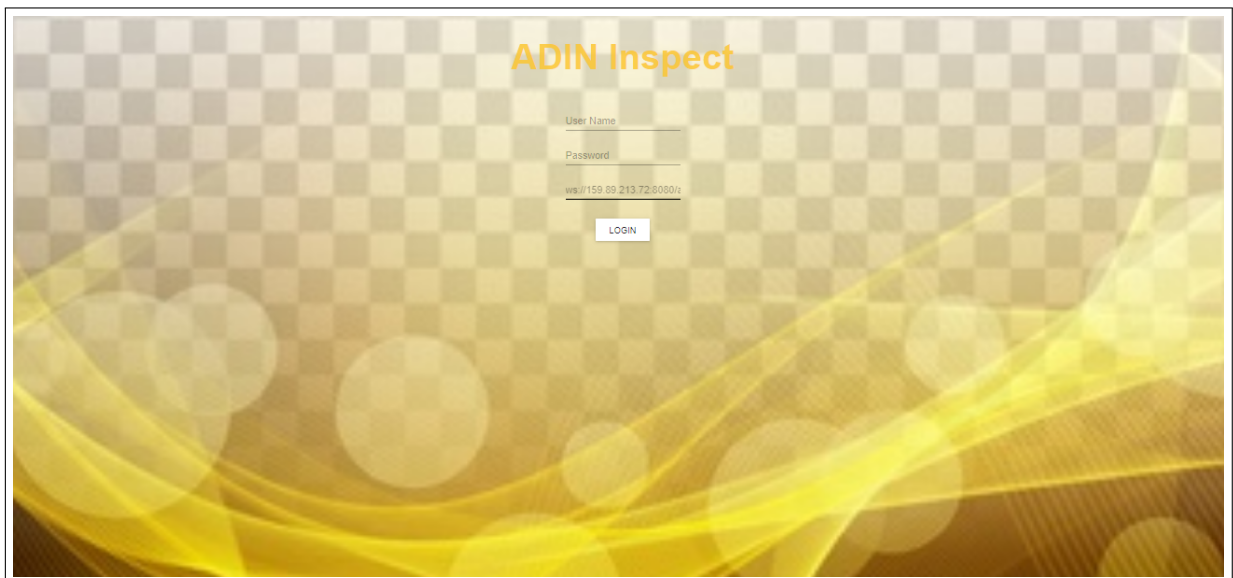 ADIN Inspect
User Name
Password
ws://159.89.213.72:8080/a
LOGIN